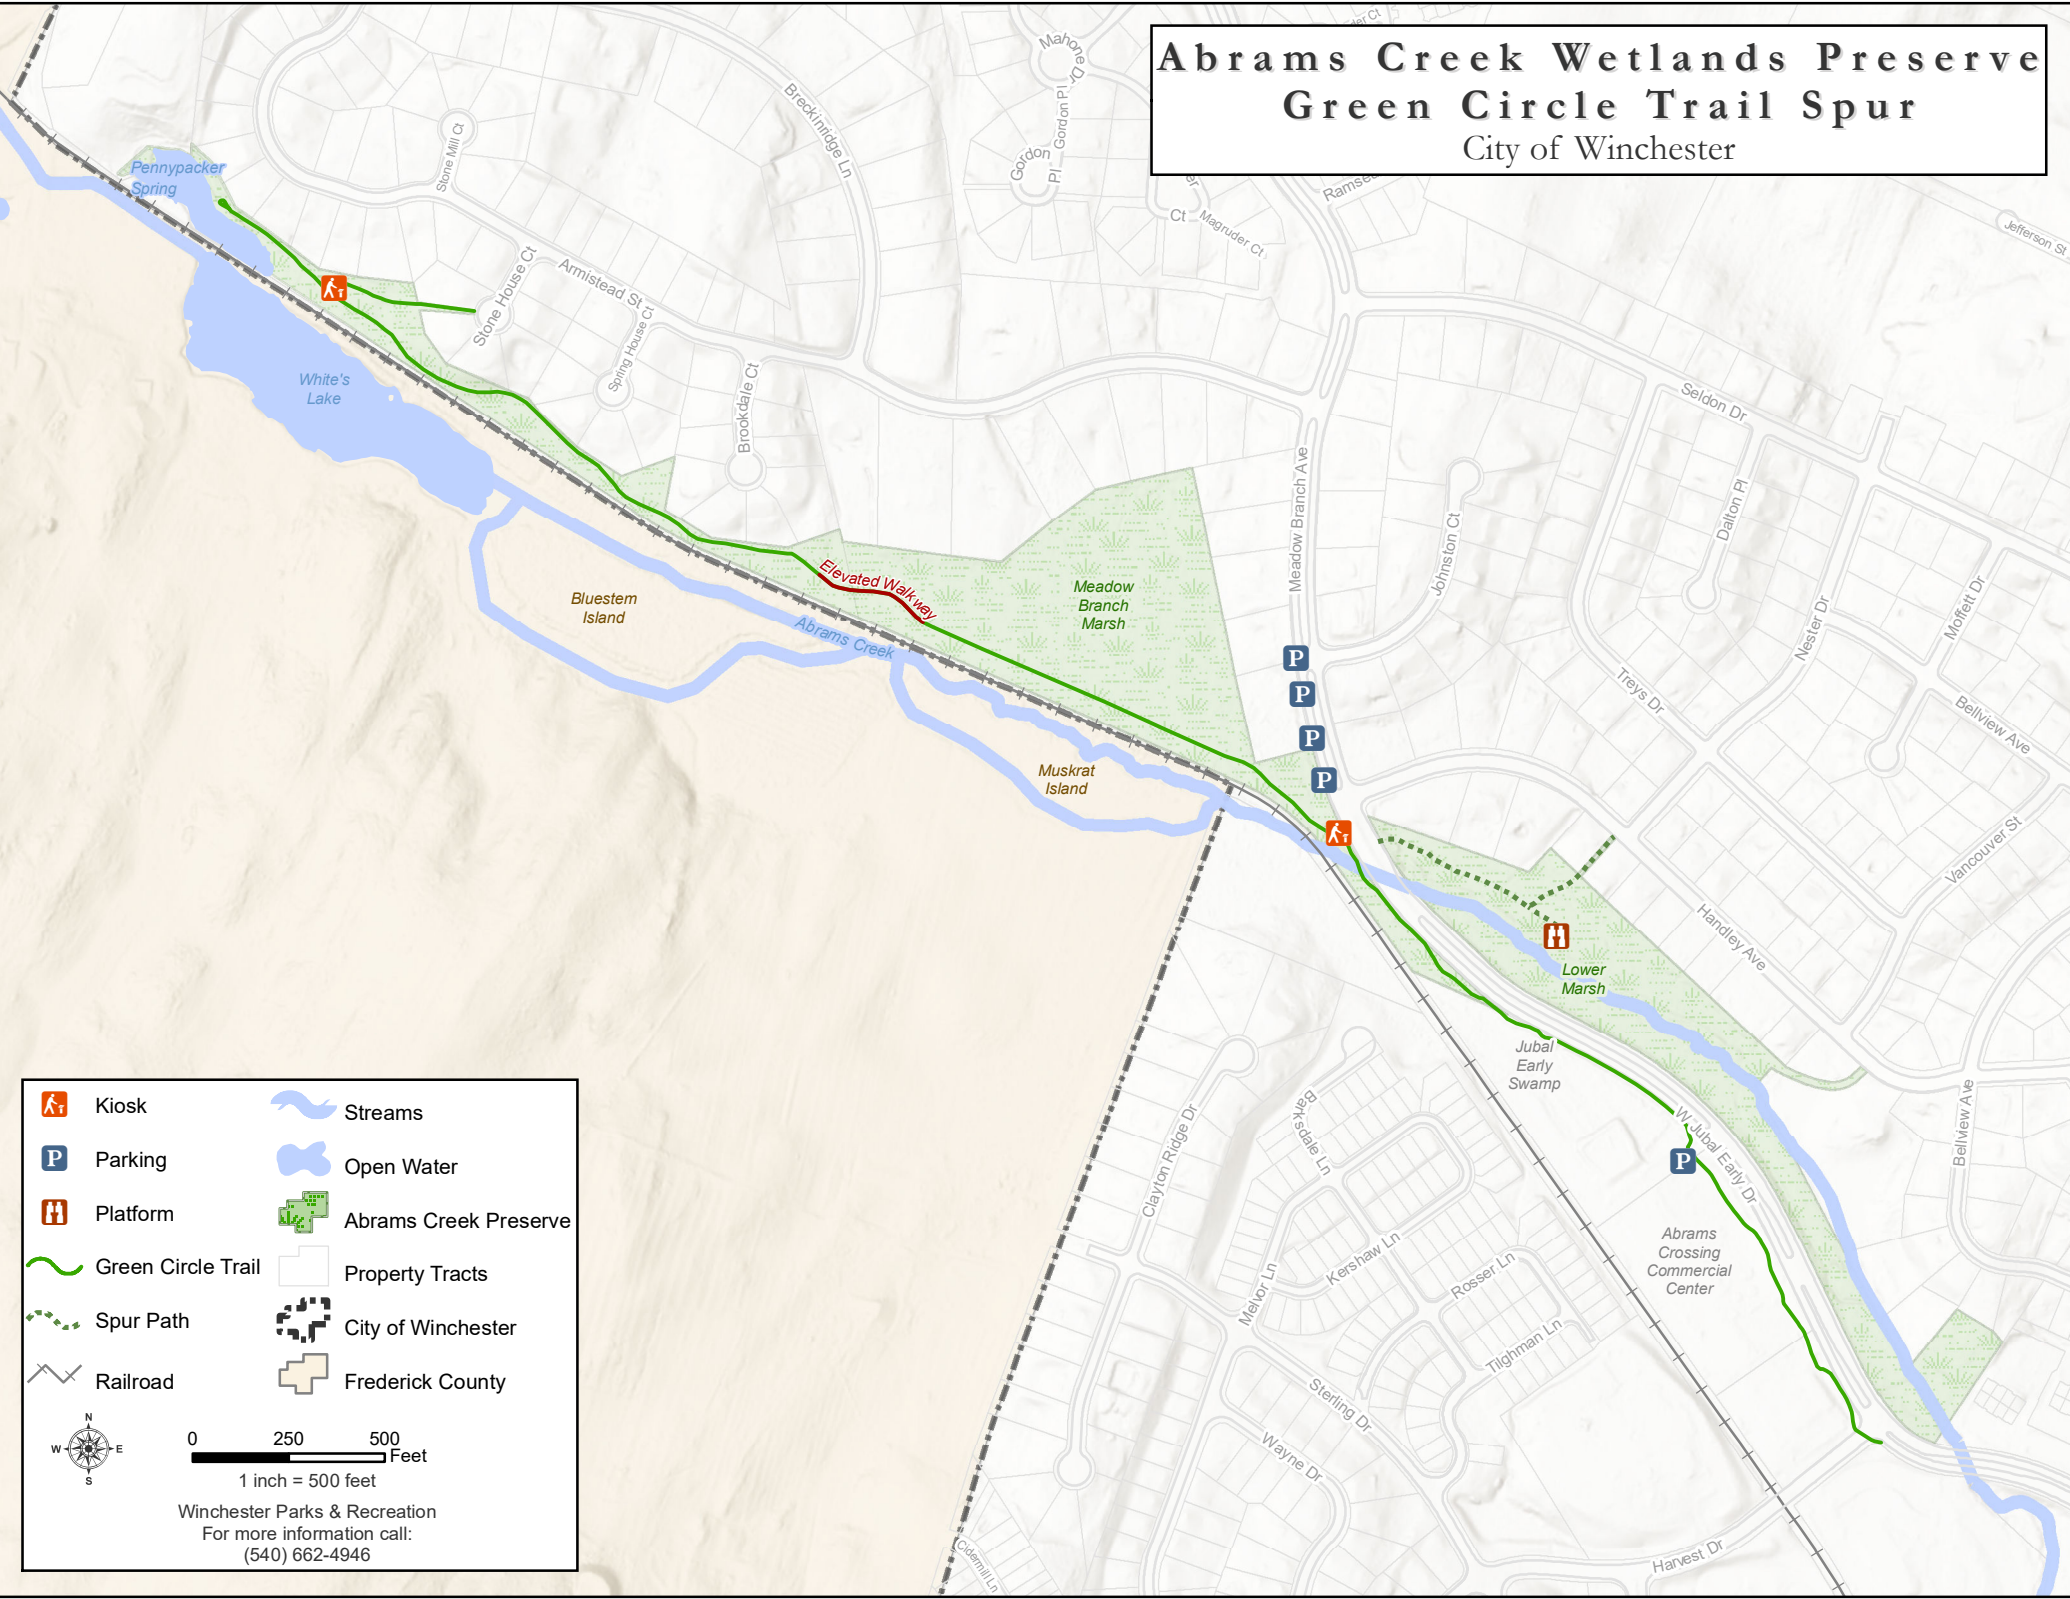 Abrams Creek Wetlands Preserve
Green Circle Trail Spur
City of Winchester
Mahone Dr
Gordon Pl
Gordon
Pl
Breckinridge Ln
Stone Mill Ct
Pennypacker
Spring
Ct
Magruder Ct
Jefferson St
Armistead St
Stone House Ct
Spring House Ct
Brookdale Ct
White's
Lake
Seldon Dr
Meadow Branch Ave
Johnston Ct
Dalton Pl
Nester Dr
Moffett Dr
Elevated Walkway
Meadow
Branch
Marsh
Bluestem
Island
Abrams Creek
P
P
P
P
Treys Dr
Bellview Ave
Muskrat
Island
Vancouver St
Handley Ave
Lower
Marsh
Jubal
Early
Swamp
W Jubal Early Dr
P
Bellview Ave
Barksdale Ln
Clayton Ridge Dr
Abrams
Crossing
Commercial
Center
Kershaw Ln
Rosser Ln
Melvor Ln
Tilghman Ln
Sterling Dr
Wayne Dr
Harvest Dr
Cidermill Ln
Kiosk
Streams
P
Parking
Open Water
Platform
Abrams Creek Preserve
Green Circle Trail
Property Tracts
Spur Path
City of Winchester
Railroad
Frederick County
N
W
E
S
0 250 500
Feet
1 inch = 500 feet
Winchester Parks & Recreation
For more information call:
(540) 662-4946